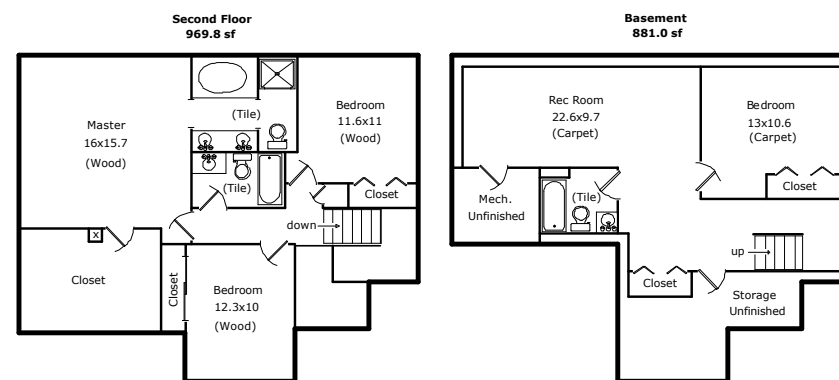 Second Floor
969.8 sf
Master
16x15.7
(Wood)
(Tile)
Bedroom
11.6x11
(Wood)
(Tile)
Closet
down
x
Closet
Closet
Bedroom
12.3x10
(Wood)
Basement
881.0 sf
Rec Room
22.6x9.7
(Carpet)
Bedroom
13x10.6
(Carpet)
Closet
Mech.
Unfinished
(Tile)
up
Closet
Storage
Unfinished